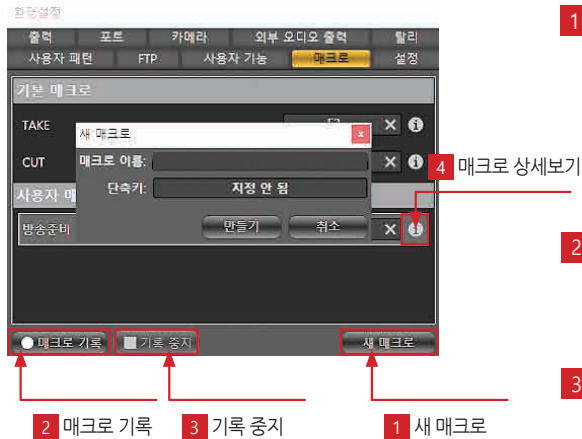 환경설정
출력 포트 카메라 외부 오디오 출력 탈리
사용자 패턴 FTP 사용자 기능 매크로 설정
기본 매크로
TAKE
새 매크로
CUT
매크로 이름:
단축키: 지정 안 됨
사용자 매
만들기 취소
방송준비
매크로 기록 기록 중지 새 매크로
4 매크로 상세보기
2 매크로 기록 3 기록 중지 1 새 매크로
1
2
3